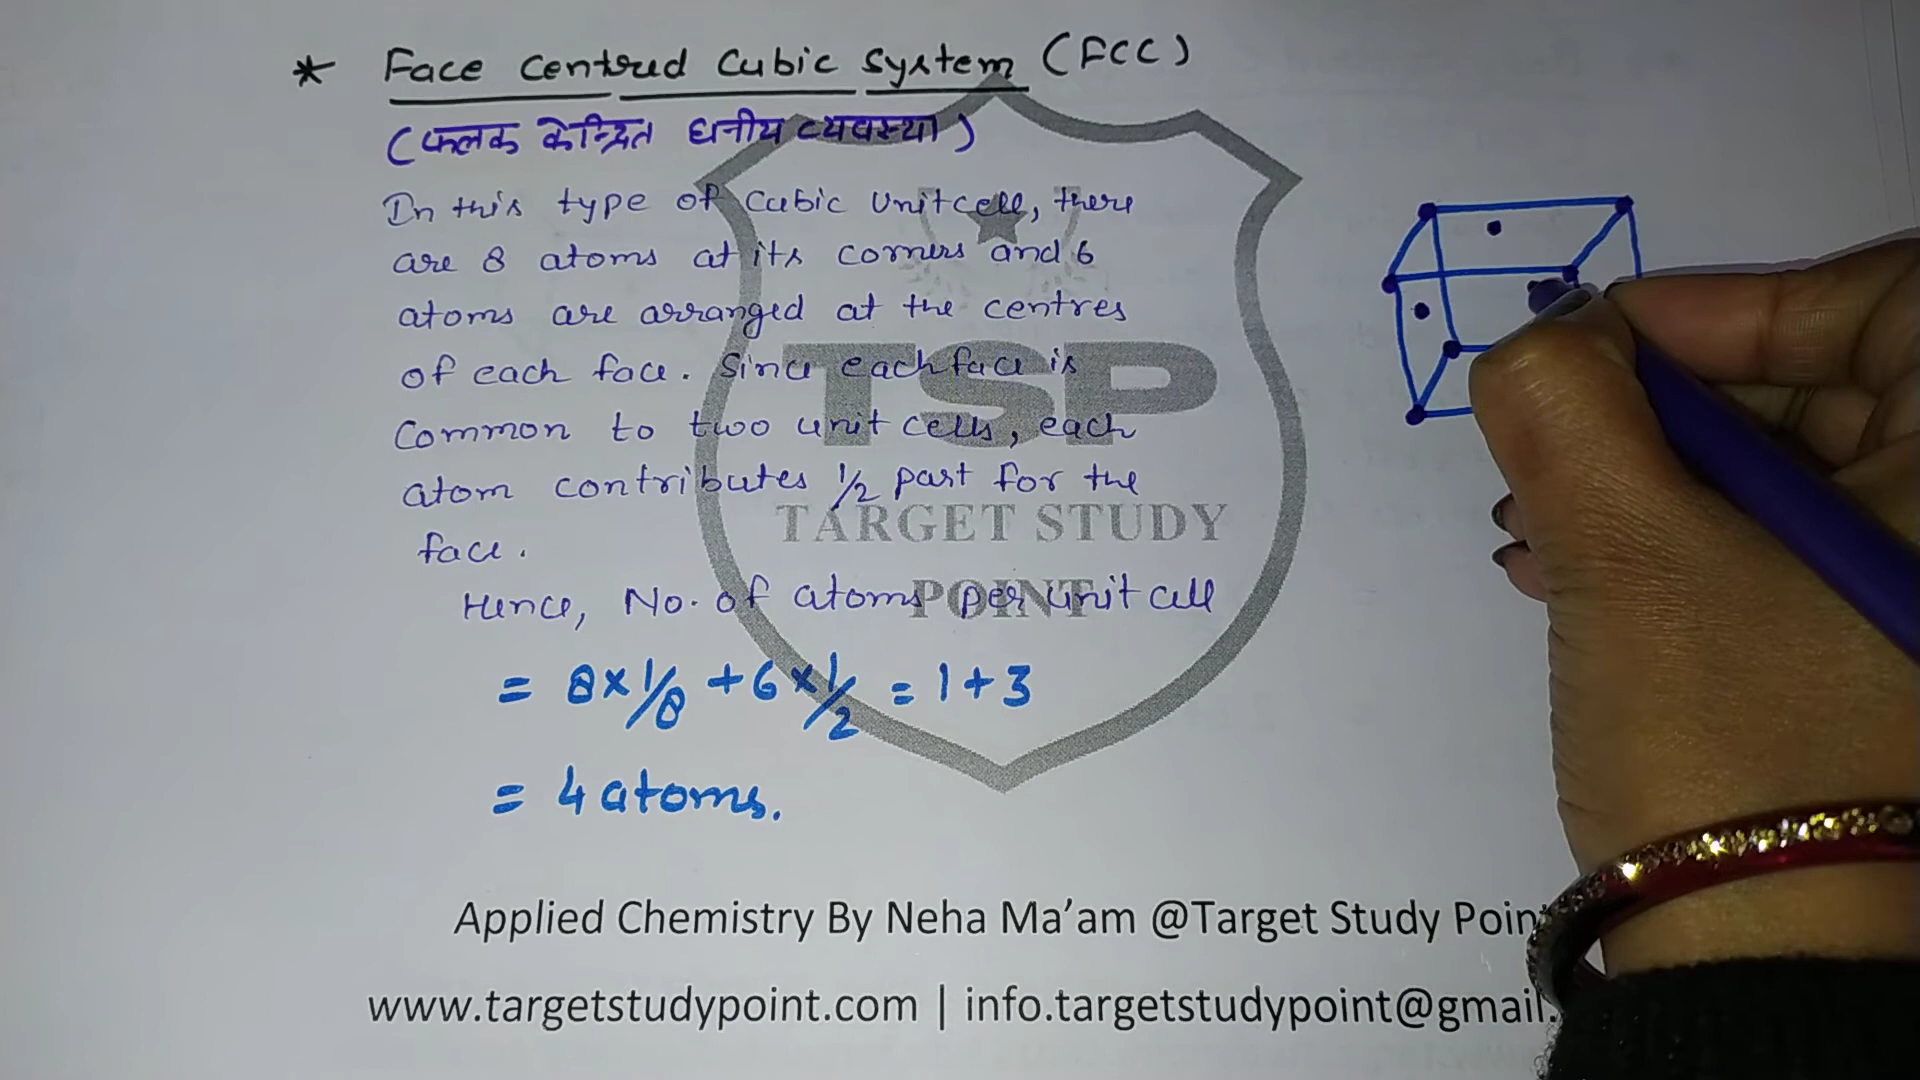 * Face Centred Cubic System (FCC)
(फलक केन्द्रित घनीय व्यवस्था)
In this type of Cubic Unitcell, there
are 8 atoms at its corners and 6
atoms are arranged at the centres
of each face. Since each face is
Common to two unit cells, each
atom contributes 1/2 part for the
face.
Hence, No. of atoms per unit cell
= 8×1/8 +6×1/2 = 1+3
= 4 atoms.
TSP
TARGET STUDY
POINT
Applied Chemistry By Neha Ma'am @Target Study Poin
www.targetstudypoint.com | info.targetstudypoint@gmail.